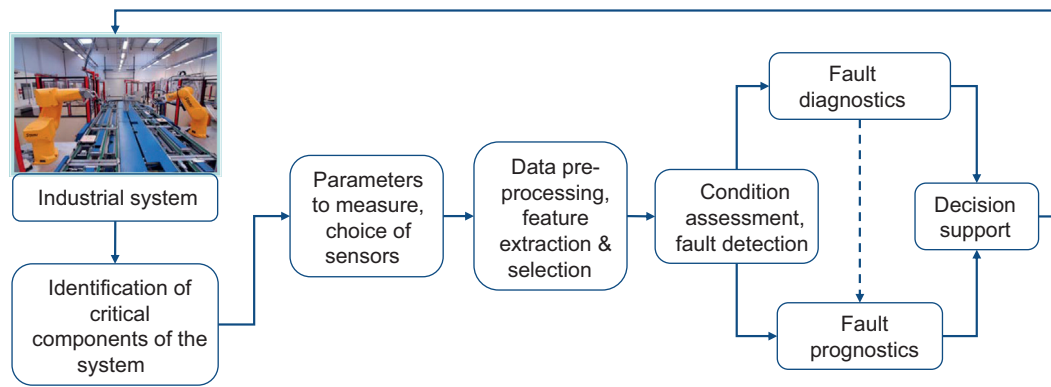 Industrial system
Identification of
critical
components of the
system
Parameters
to measure,
choice of
sensors
Data pre-
processing,
feature
extraction &
selection
Condition
assessment,
fault detection
Fault
diagnostics
Fault
prognostics
Decision
support